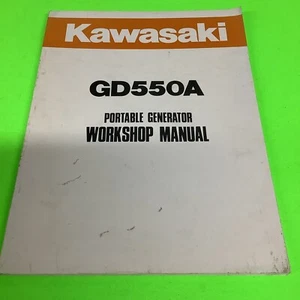 Kawasaki
GD550A
PORTABLE GENERATOR
WORKSHOP MANUAL